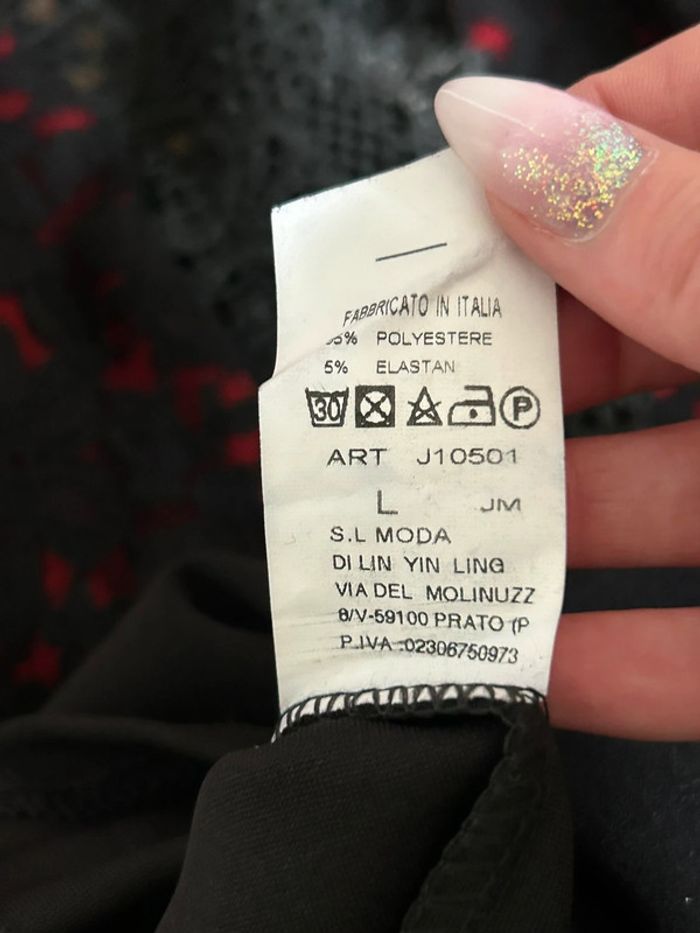 FABBRICATO IN ITALIA
5% POLYESTERE
5% ELASTAN
30 P
ART J10501
L JM
S.L MODA
DI LIN YIN LING
VIA DEL MOLINUZZ
8/V-59100 PRATO (P
P.IVA :02306750973